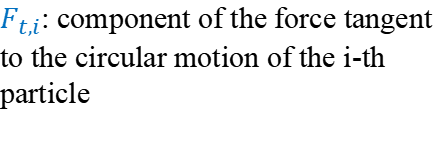 F_{t,i}: component of the force tangent
to the circular motion of the i-th
particle